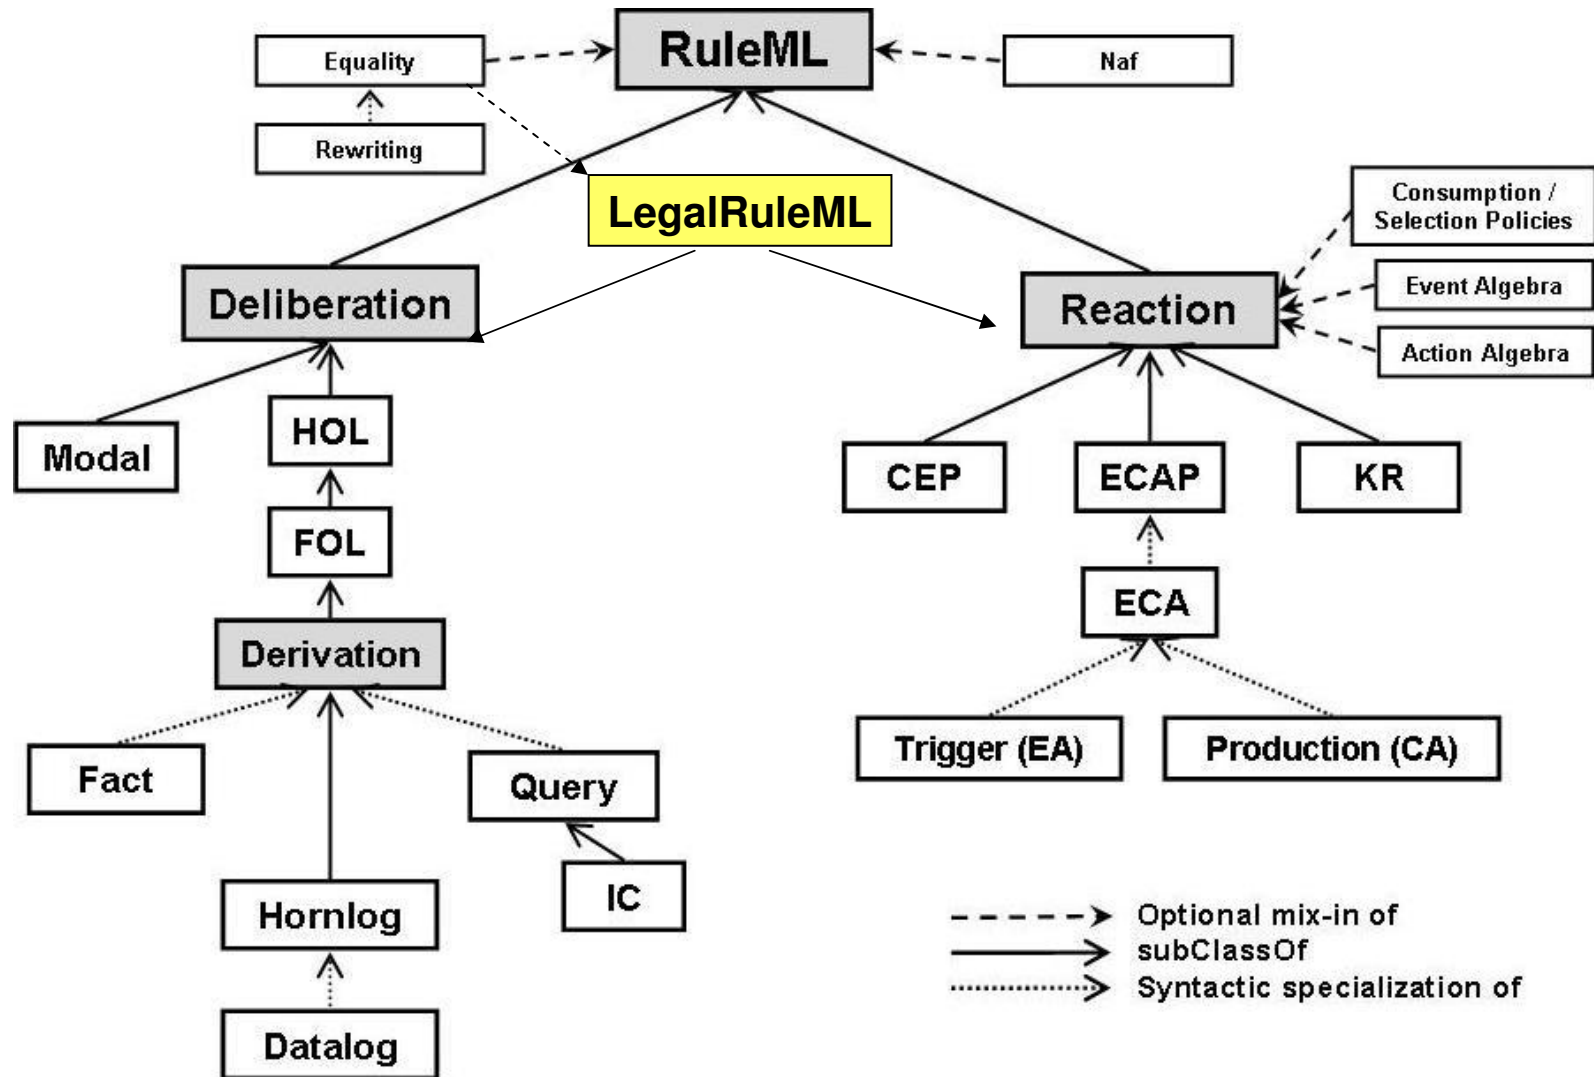 RuleML
Equality
Naf
Rewriting
LegalRuleML
Consumption /
Selection Policies
Deliberation
Reaction
Event Algebra
Action Algebra
Modal
HOL
CEP
ECAP
KR
FOL
ECA
Derivation
Fact
Query
Trigger (EA)
Production (CA)
Hornlog
IC
Datalog
Optional mix-in of
subClassOf
Syntactic specialization of